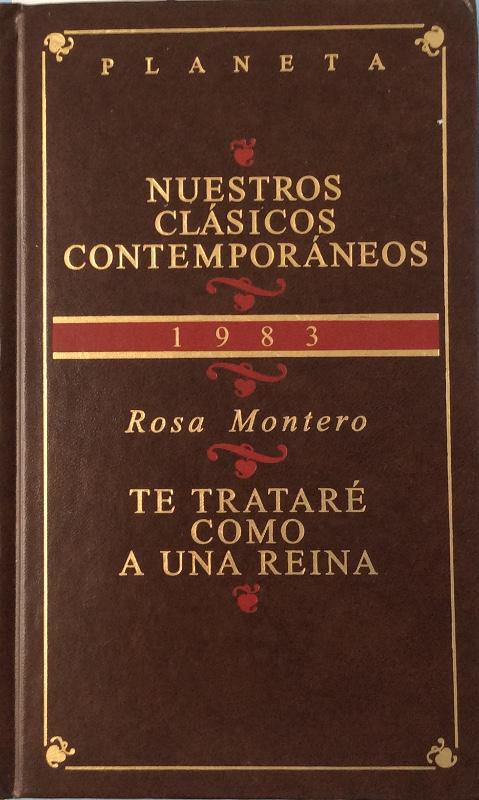 PLANETA
NUESTROS
CLÁSICOS
CONTEMPORÁNEOS
1983
Rosa Montero
TE TRATARÉ
COMO
A UNA REINA